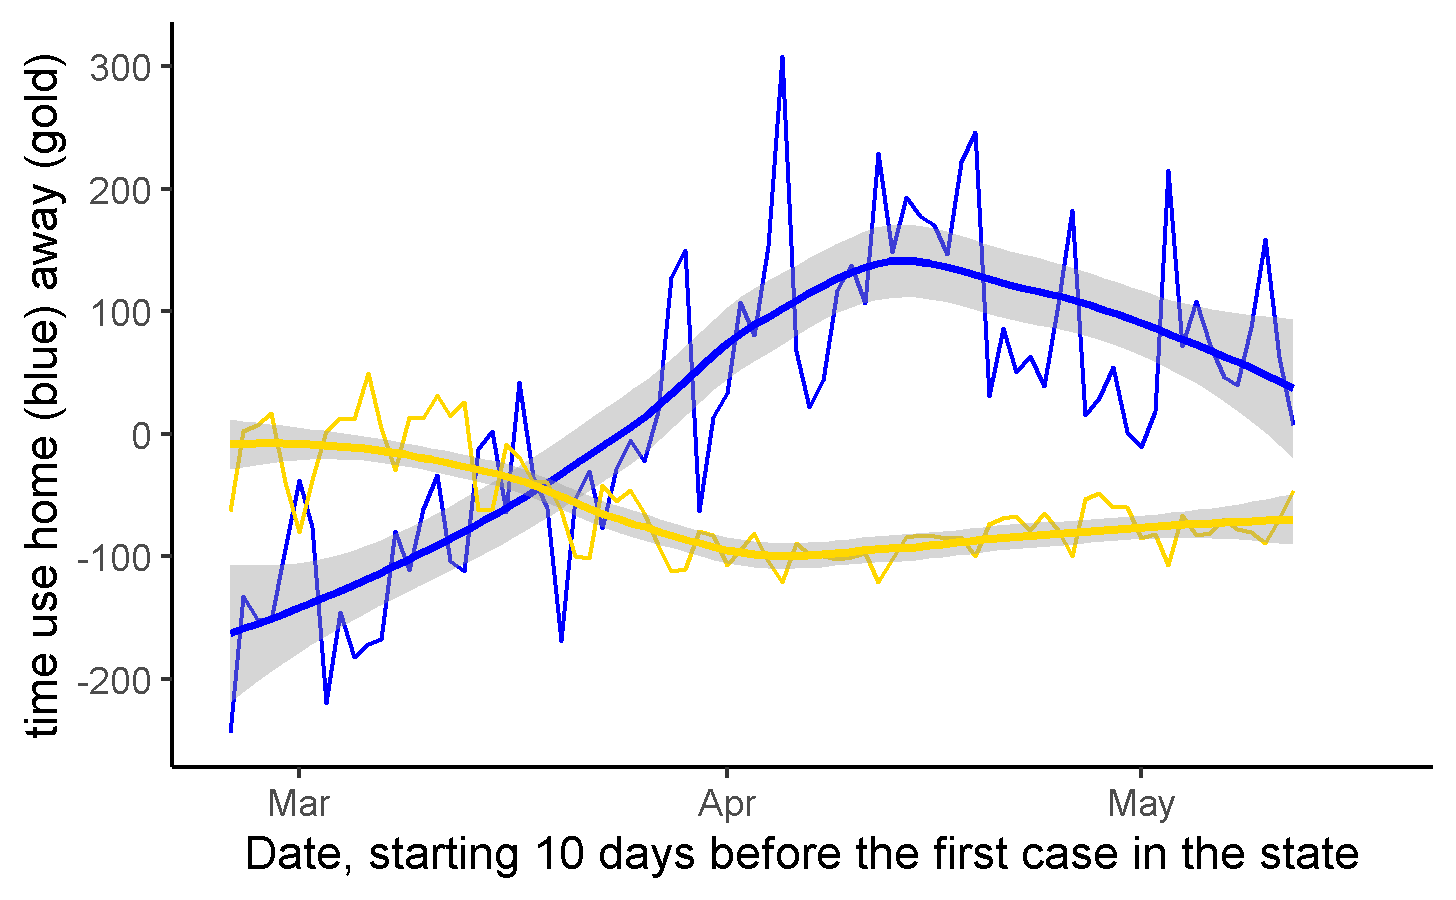 time use home (blue) away (gold)
300
200
100
0
-100
-200
Mar Apr May
Date, starting 10 days before the first case in the state